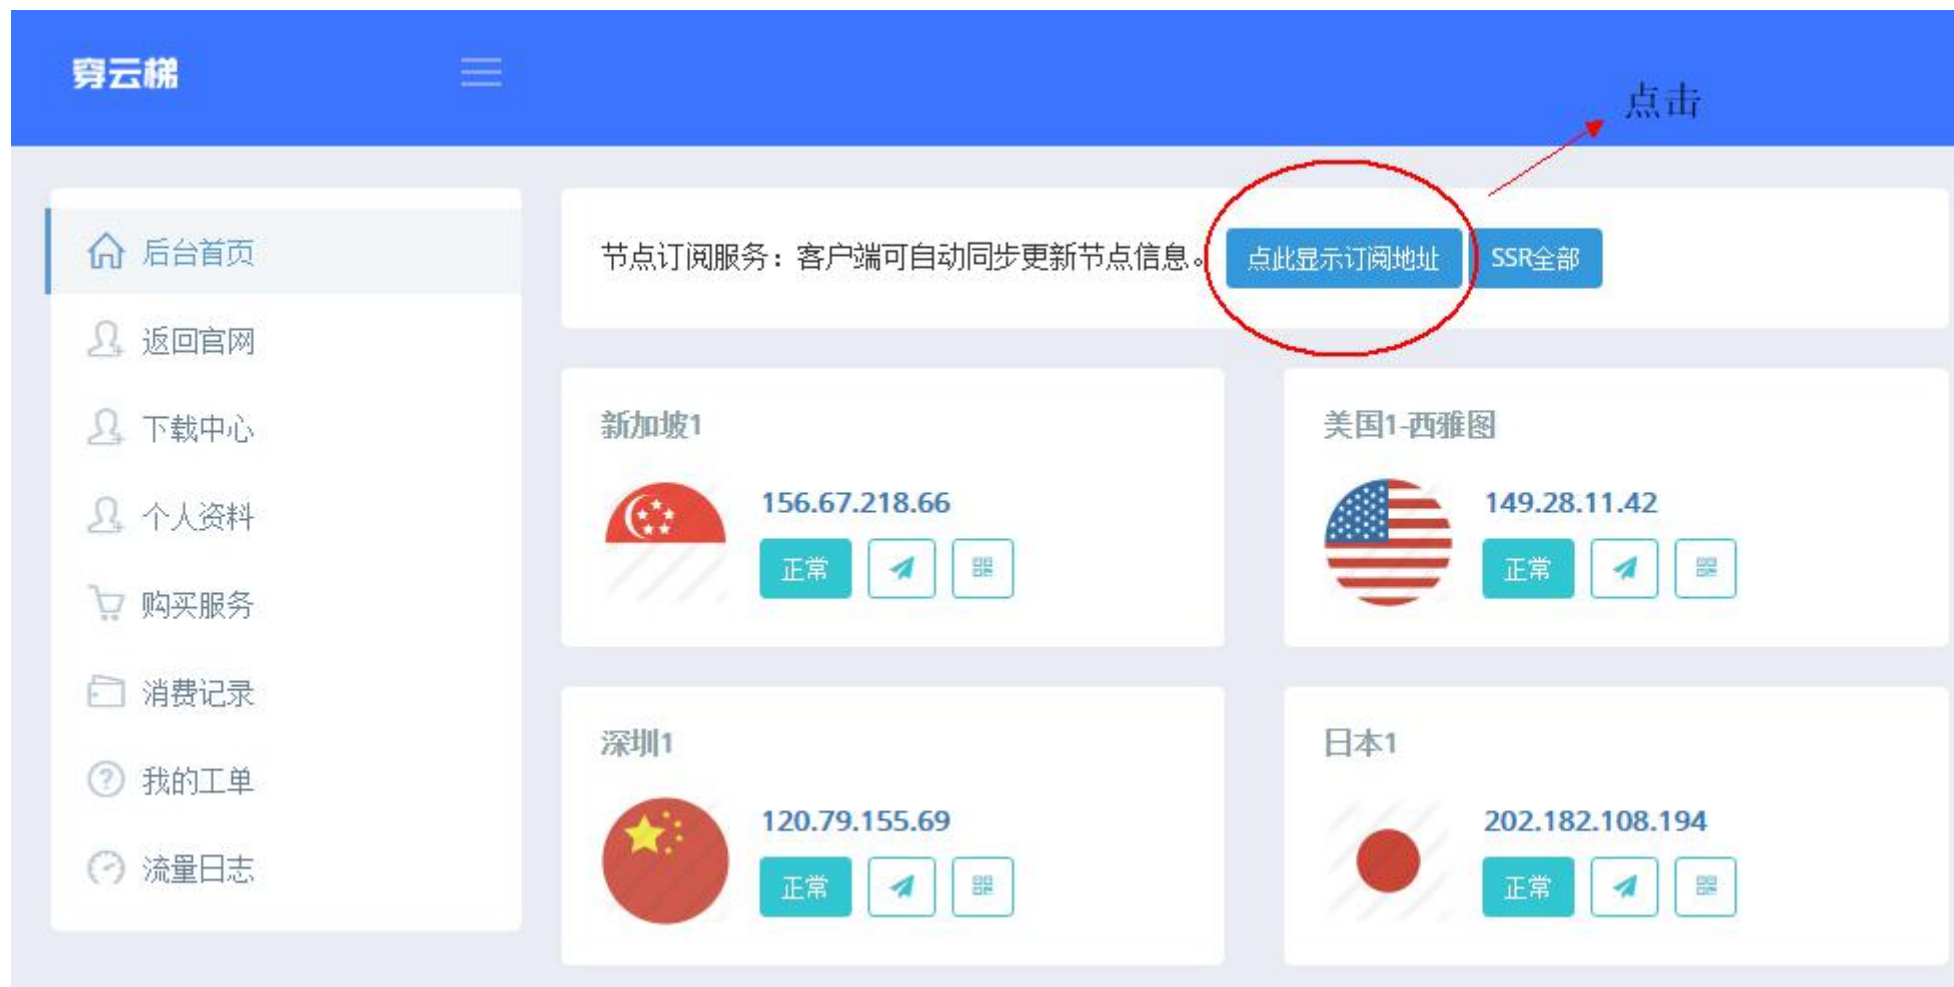 穿云梯
点击
后台首页
返回官网
下载中心
个人资料
购买服务
消费记录
我的工单
流量日志
节点订阅服务：客户端可自动同步更新节点信息。 点此显示订阅地址 SSR全部
新加坡1
156.67.218.66
正常
美国1-西雅图
149.28.11.42
正常
深圳1
120.79.155.69
正常
日本1
202.182.108.194
正常